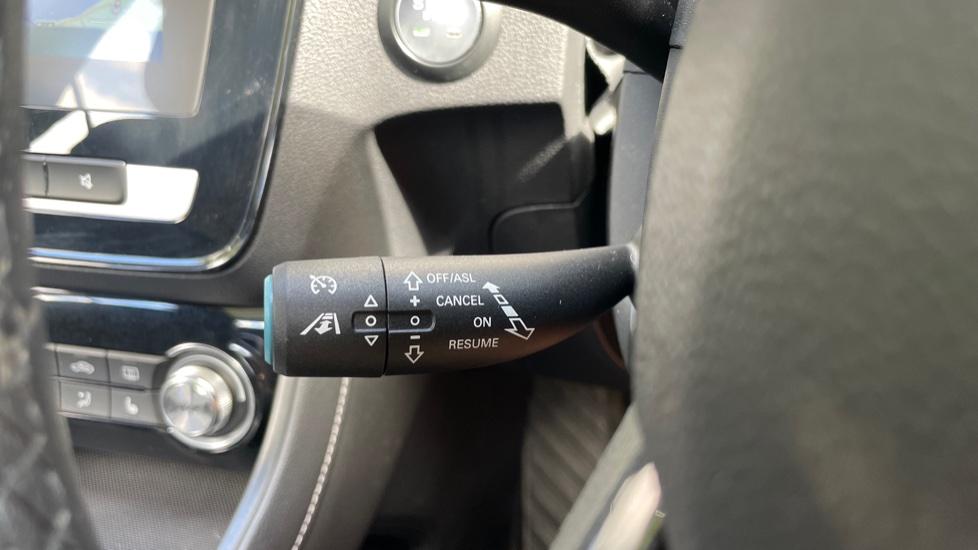 OFF/ASL
+ CANCEL
ON
−
RESUME